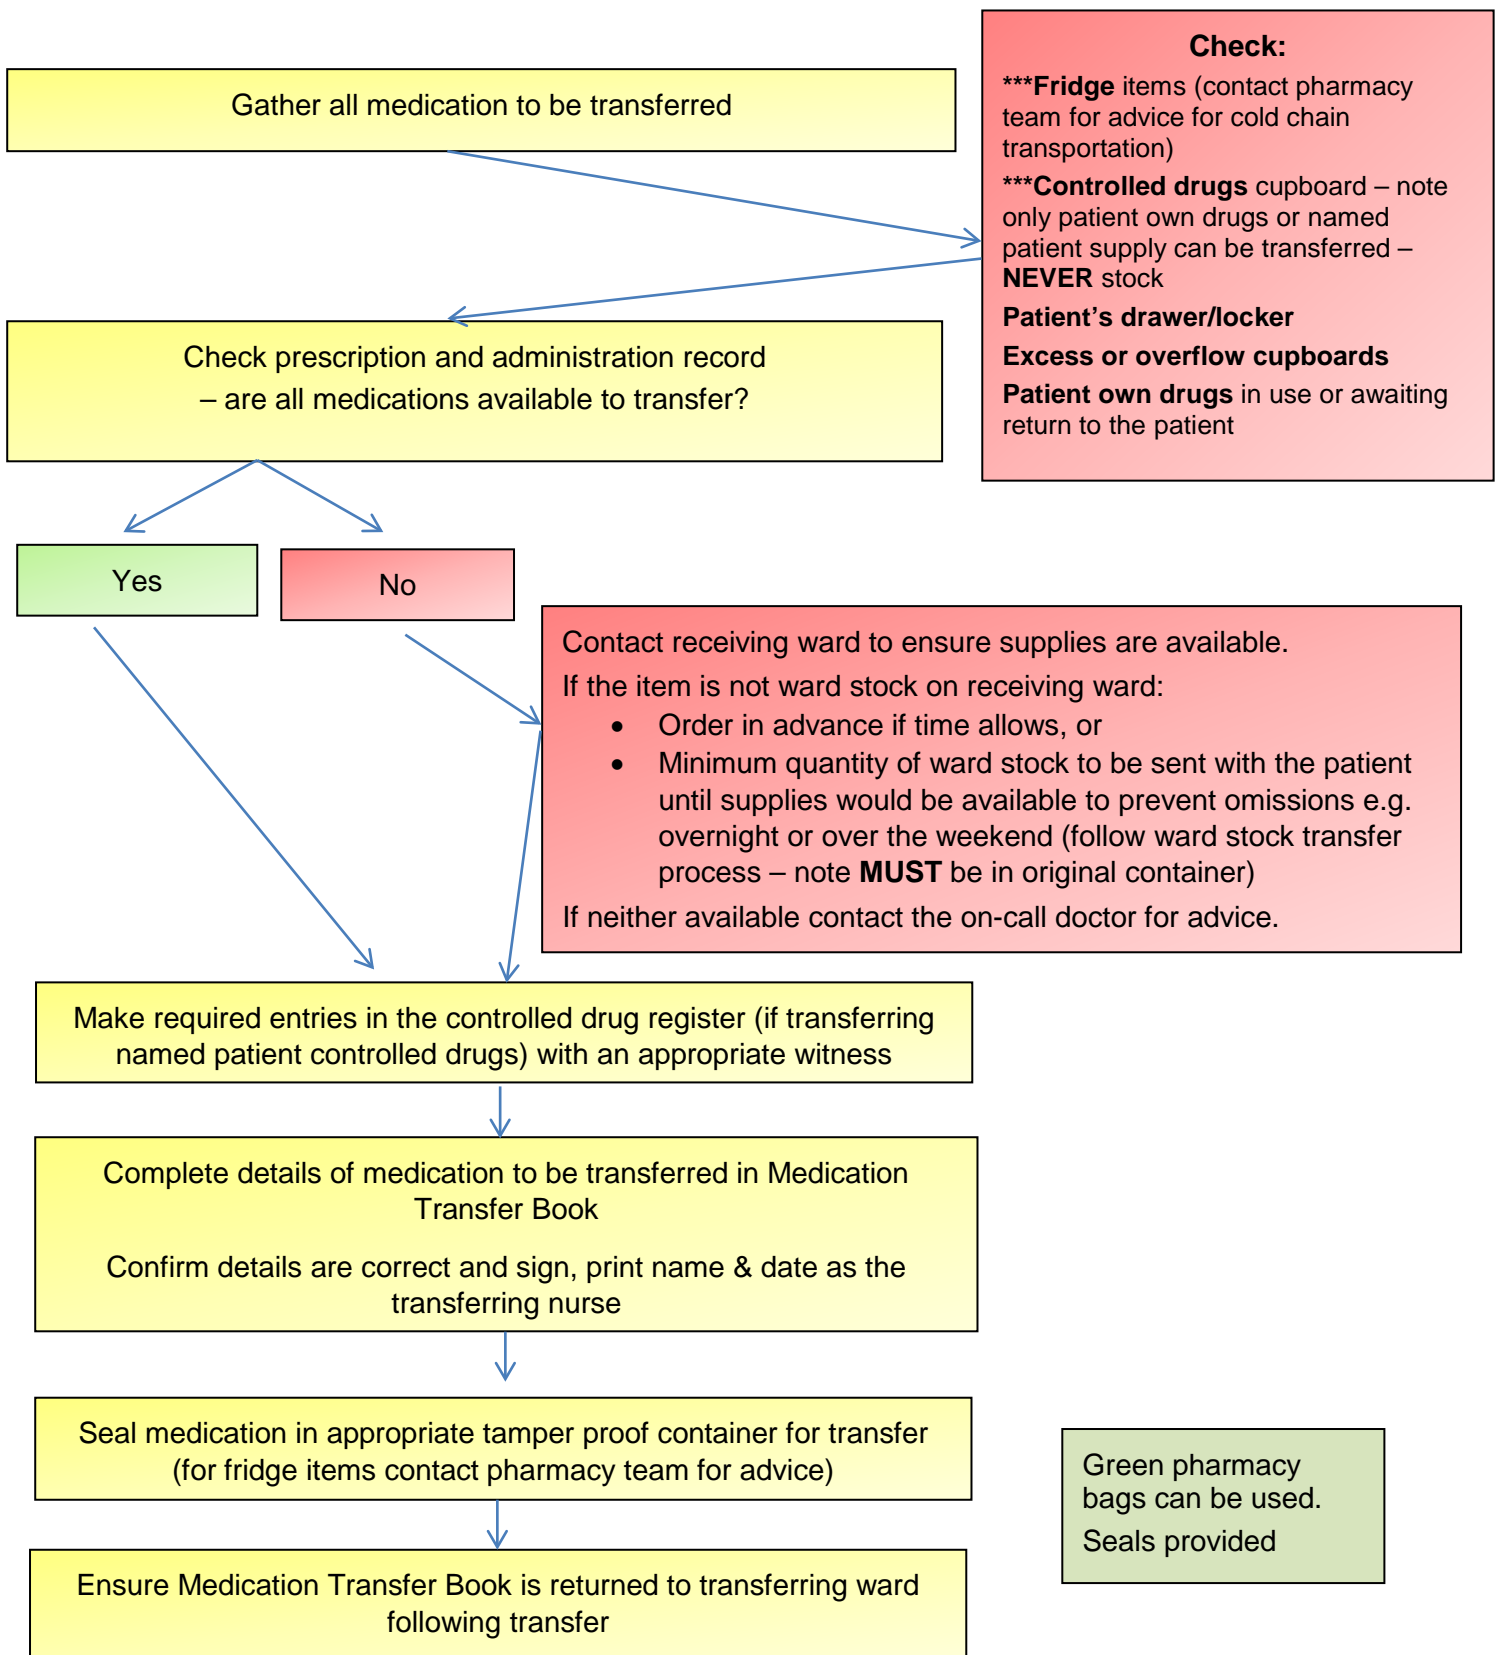 Gather all medication to be transferred
Check:
***Fridge items (contact pharmacy
team for advice for cold chain
transportation)
***Controlled drugs cupboard – note
only patient own drugs or named
patient supply can be transferred –
NEVER stock
Patient's drawer/locker
Excess or overflow cupboards
Patient own drugs in use or awaiting
return to the patient
Check prescription and administration record
– are all medications available to transfer?
Yes
No
Contact receiving ward to ensure supplies are available.
If the item is not ward stock on receiving ward:
• Order in advance if time allows, or
• Minimum quantity of ward stock to be sent with the patient
until supplies would be available to prevent omissions e.g.
overnight or over the weekend (follow ward stock transfer
process – note MUST be in original container)
If neither available contact the on-call doctor for advice.
Make required entries in the controlled drug register (if transferring
named patient controlled drugs) with an appropriate witness
Complete details of medication to be transferred in Medication
Transfer Book
Confirm details are correct and sign, print name & date as the
transferring nurse
Seal medication in appropriate tamper proof container for transfer
(for fridge items contact pharmacy team for advice)
Green pharmacy
bags can be used.
Seals provided
Ensure Medication Transfer Book is returned to transferring ward
following transfer